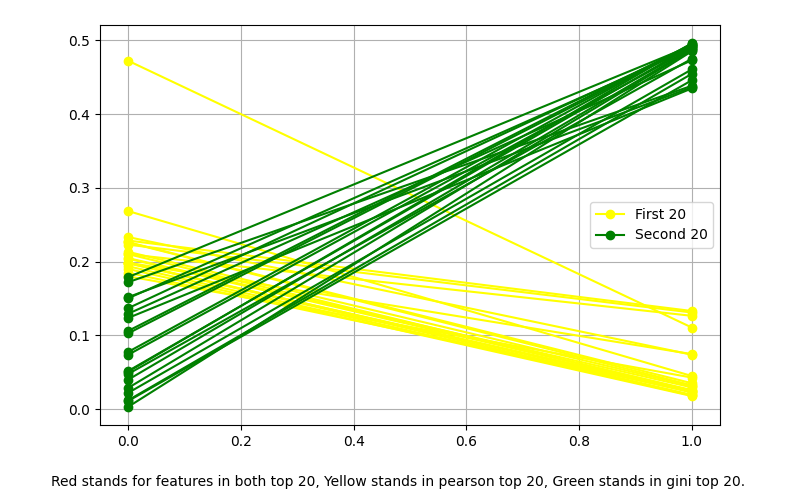 0.5
0.4
0.3
0.2
0.1
0.0
First 20
Second 20
0.0 0.2 0.4 0.6 0.8 1.0
Red stands for features in both top 20, Yellow stands in pearson top 20, Green stands in gini top 20.